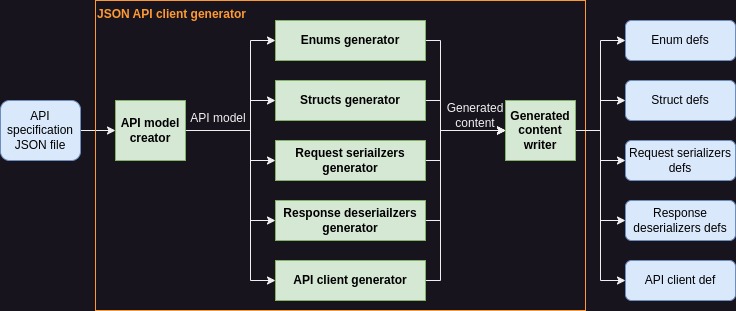 JSON API client generator
API
specification
JSON file
API model
creator
API model
Enums generator
Structs generator
Request seriailzers
generator
Response deseriailzers
generator
API client generator
Generated
content
Generated
content
writer
Enum defs
Struct defs
Request serializers
defs
Response
deserializers defs
API client def